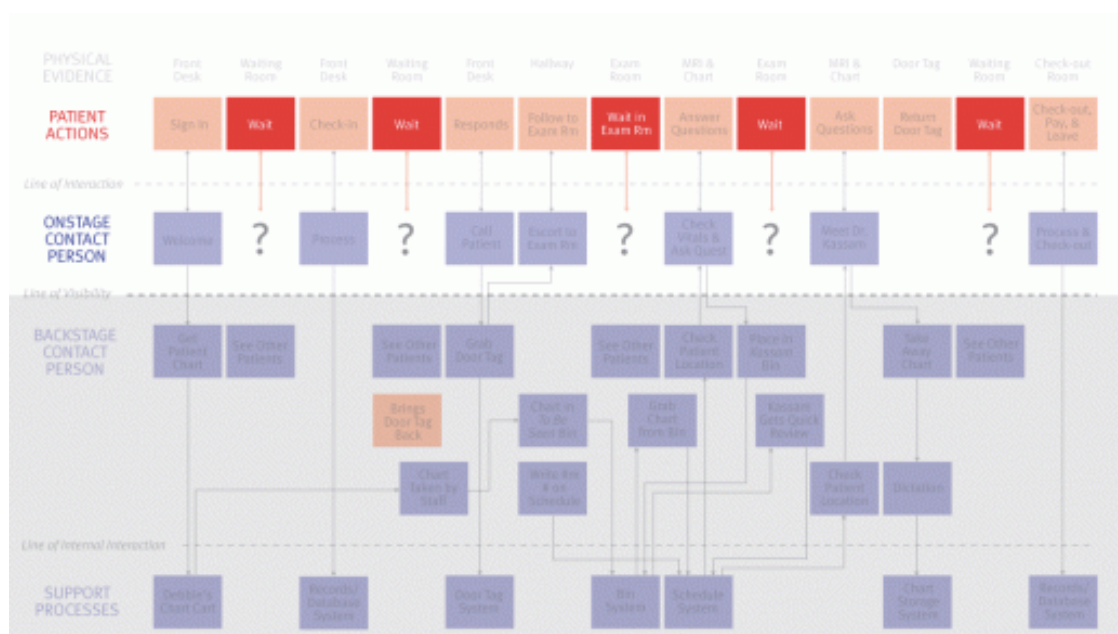 PHYSICAL
EVIDENCE
Front
Desk
Waiting
Room
Front
Desk
Waiting
Room
Front
Desk
Hallway
Exam
Room
MRI &
Chart
Exam
Room
MRI &
Chart
Door Tag
Waiting
Room
Check-out
Room
PATIENT
ACTIONS
Sign in
Wait
Check-in
Wait
Responds
Follow to
Exam Rm
Wait in
Exam Rm
Answer
Questions
Wait
Ask
Questions
Return
Door Tag
Wait
Check-out,
Pay, &
Leave
Line of Interaction
ONSTAGE
CONTACT
PERSON
Welcome
?
Process
?
Call
Patient
Escort to
Exam Rm
?
Check
Vitals &
Ask Quest
?
Meet Dr.
Kassam
?
Process &
Check-out
Line of Visibility
BACKSTAGE
CONTACT
PERSON
Get
Patient
Chart
See Other
Patients
See Other
Patients
Grab
Door Tag
See Other
Patients
Check
Patient
Location
Place in
Kassam
Bin
Take
Away
Chart
See Other
Patients
Brings
Door Tag
Back
Chart in
To Be
Seen Bin
Grab
Chart
from Bin
Kassam
Gets Quick
Review
Chart
Taken by
Staff
Write Rm
# on
Schedule
Check
Patient
Location
Dictation
Line of Internal Interaction
SUPPORT
PROCESSES
Debbie's
Chart Cart
Records/
Database
System
Door Tag
System
Bin
System
Schedule
System
Chart
Storage
System
Records/
Database
System